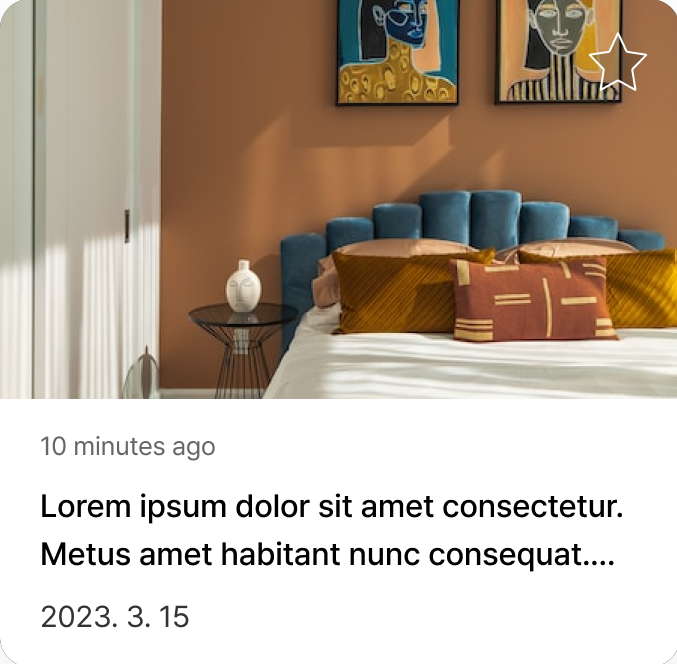 10 minutes ago
Lorem ipsum dolor sit amet consectetur.
Metus amet habitant nunc consequat....
2023. 3. 15